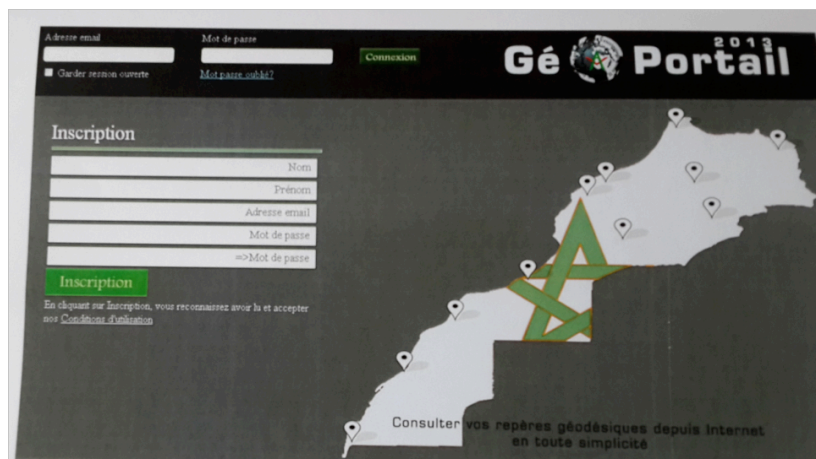 Adresse email
Mot de passe
Connexion
Garder session ouverte
Mot passe oublié?
2013
Gé Portail
Inscription
Nom
Prénom
Adresse email
Mot de passe
=>Mot de passe
Inscription
En cliquant sur Inscription, vous reconnaissez avoir lu et accepter
nos Conditions d'utilisation
Consulter vos repères géodésiques depuis Internet
en toute simplicité